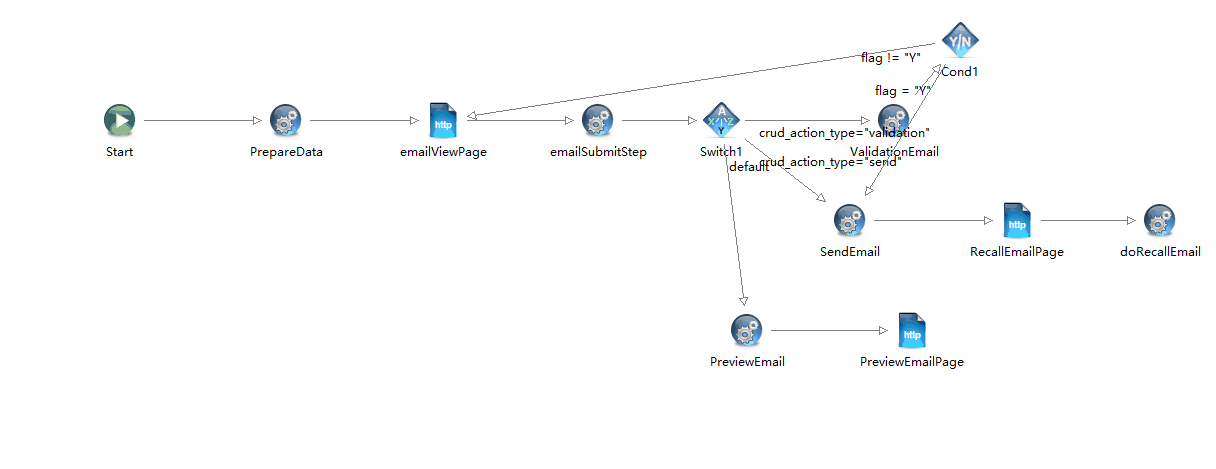 Y/N
Cond1
flag != "Y"
flag = "Y"
http
A
X Z
Y
Start
PrepareData
emailViewPage
emailSubmitStep
Switch1
crud_action_type="validation"
ValidationEmail
default
crud_action_type="send"
http
SendEmail
RecallEmailPage
doRecallEmail
http
PreviewEmail
PreviewEmailPage